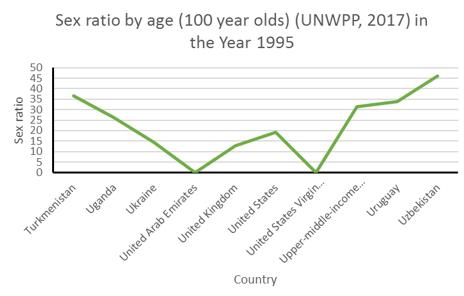 Sex ratio by age (100 year olds) (UNWPP, 2017) in
the Year 1995
50
45
40
35
30
25
20
15
10
5
0
Sex ratio
Turkmenistan
Uganda
Ukraine
United Arab Emirates
United Kingdom
United States
United States Virgin...
Upper-middle-income...
Uruguay
Uzbekistan
Country